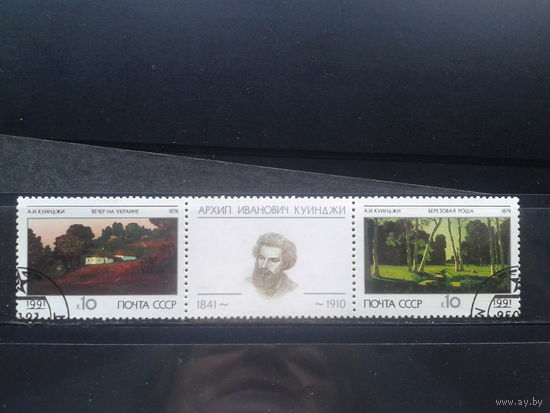 А.И.КУИНДЖИ ВЕЧЕР НА УКРАИНЕ 1878
к10 ПОЧТА СССР
1991
АРХИП ИВАНОВИЧ КУИНДЖИ
1841~ ~1910
А.И.КУИНДЖИ БЕРЕЗОВАЯ РОЩА 1879
ПОЧТА СССР к10
1991
www.ay.by